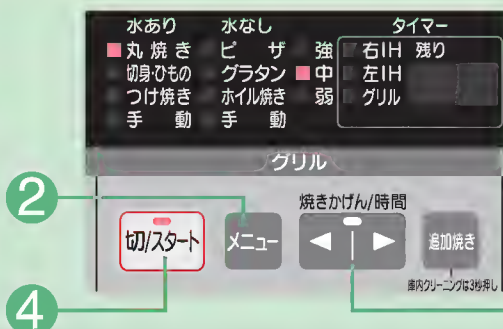 水あり 水なし タイマー
丸焼き ピザ 強 右IH 残り
切身・ひもの グラタン 中 左IH
つけ焼き ホイル焼き 弱 グリル
手動 手動
グリル
焼きかげん/時間
2
切/スタート メニュー 追加焼き
庫内クリーニングは3秒押し
4